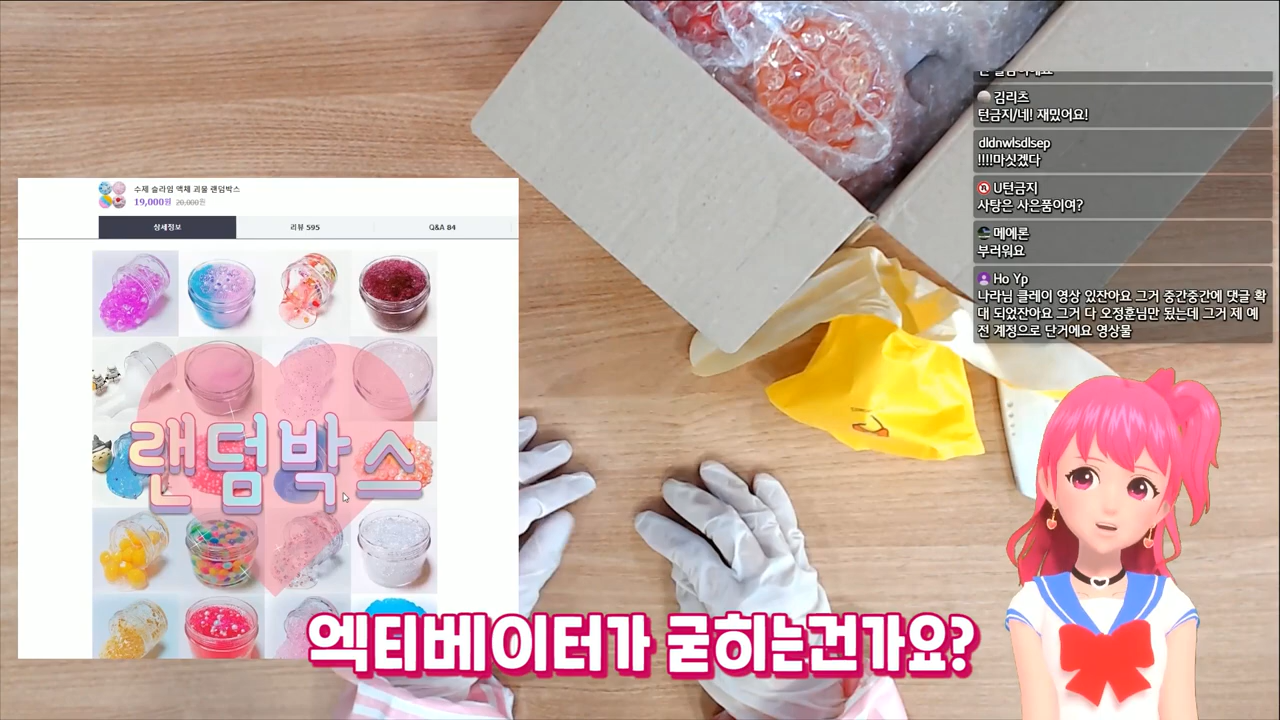 수제 슬라임 액체 괴물 랜덤박스
19,000원 20,000원
상세정보
리뷰 595
Q&A 84
랜덤박스
김리츠
턴금지/네! 재밌어요!
dldnwlsdlsep
!!!!마싯겠다
U턴금지
사탕은 사은품이여?
메에론
부러워요
Ho Yp
나라님 클레이 영상 있잔아요 그거 중간중간에 댓글 확
대 되었잔아요 그거 다 오정훈님만 됬는데 그거 제 예
전 계정으로 단거에요 영상물
엑티베이터가 굳히는건가요?